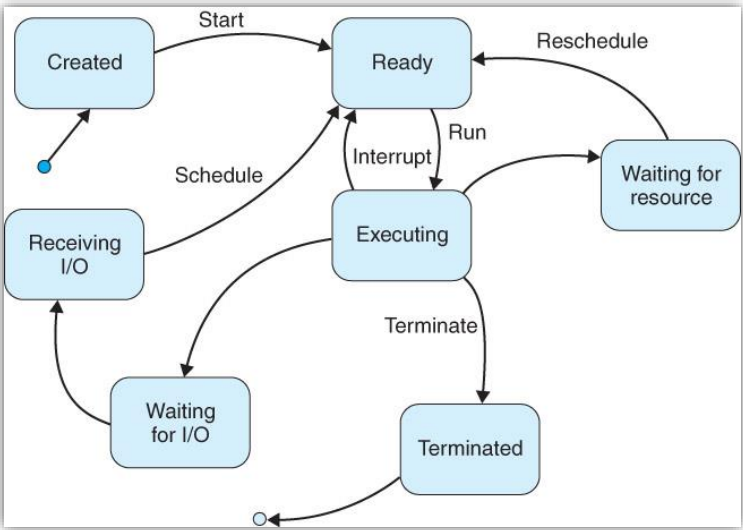 Start
Created
Ready
Reschedule
Run
Interrupt
Schedule
Waiting for
resource
Receiving
I/O
Executing
Terminate
Waiting
for I/O
Terminated